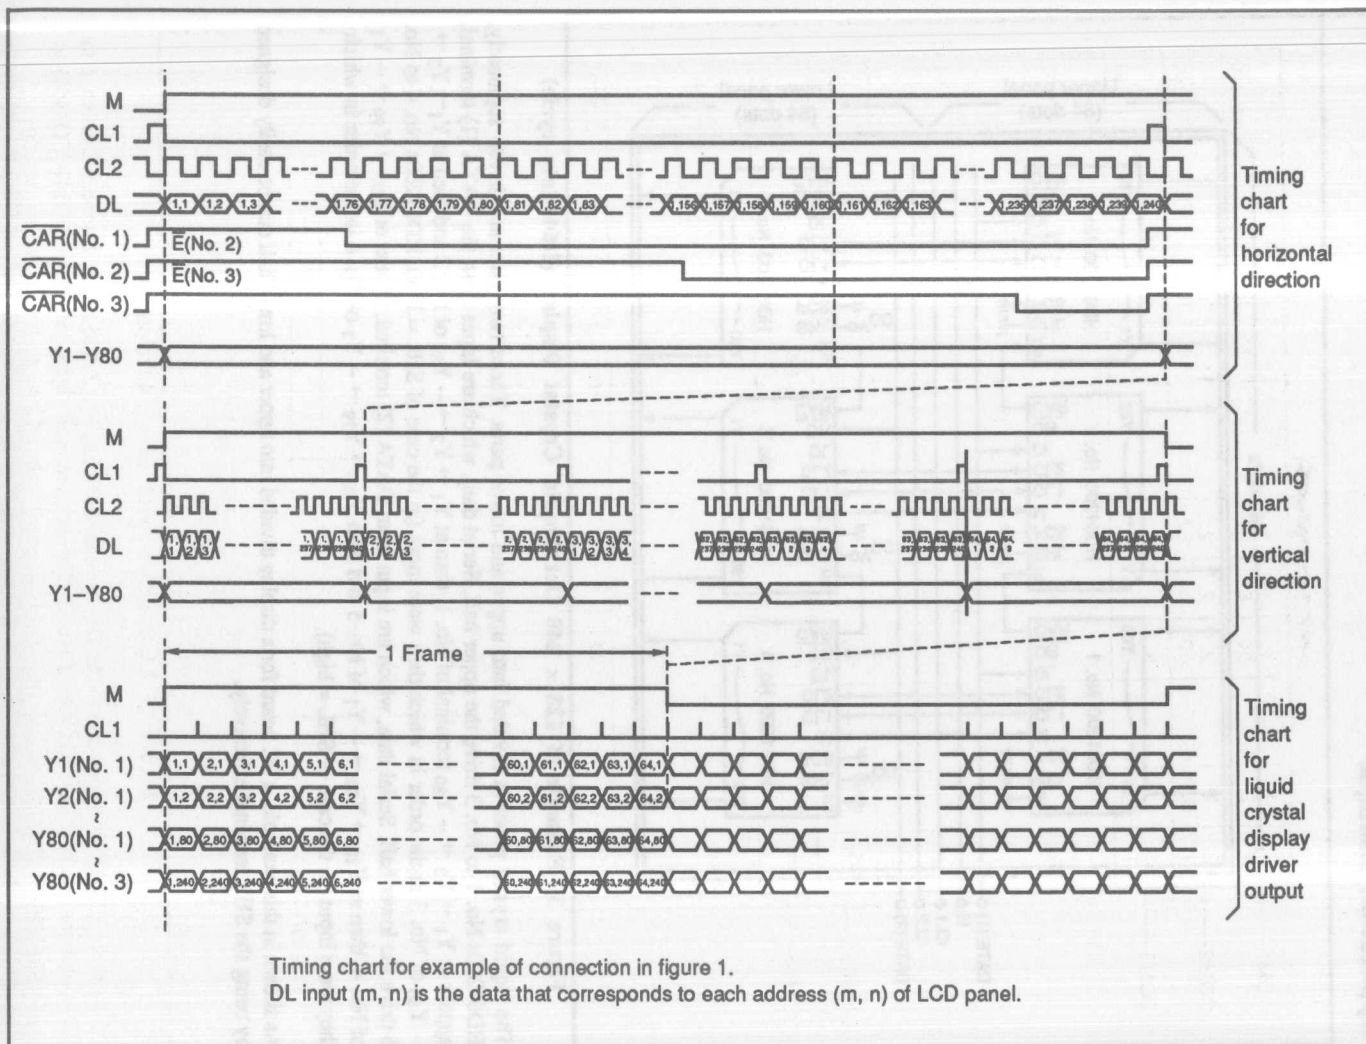 M
CL1
CL2
DL 1,1 1,2 1,3 1,76 1,77 1,78 1,79 1,80 1,81 1,82 1,83 1,156 1,157 1,158 1,159 1,160 1,161 1,162 1,163 1,236 1,237 1,238 1,239 1,240
CAR(No. 1) E(No. 2)
CAR(No. 2) E(No. 3)
CAR(No. 3)
Y1–Y80
Timing
chart
for
horizontal
direction
M
CL1
CL2
DL
Y1–Y80
Timing
chart
for
vertical
direction
1 Frame
M
CL1
Y1(No. 1) 1,1 2,1 3,1 4,1 5,1 6,1 60,1 61,1 62,1 63,1 64,1
Y2(No. 1) 1,2 2,2 3,2 4,2 5,2 6,2 60,2 61,2 62,2 63,2 64,2
~
Y80(No. 1) 1,80 2,80 3,80 4,80 5,80 6,80 60,80 61,80 62,80 63,80 64,80
~
Y80(No. 3) 1,240 2,240 3,240 4,240 5,240 6,240 60,240 61,240 62,240 63,240 64,240
Timing
chart
for
liquid
crystal
display
driver
output
Timing chart for example of connection in figure 1.
DL input (m, n) is the data that corresponds to each address (m, n) of LCD panel.